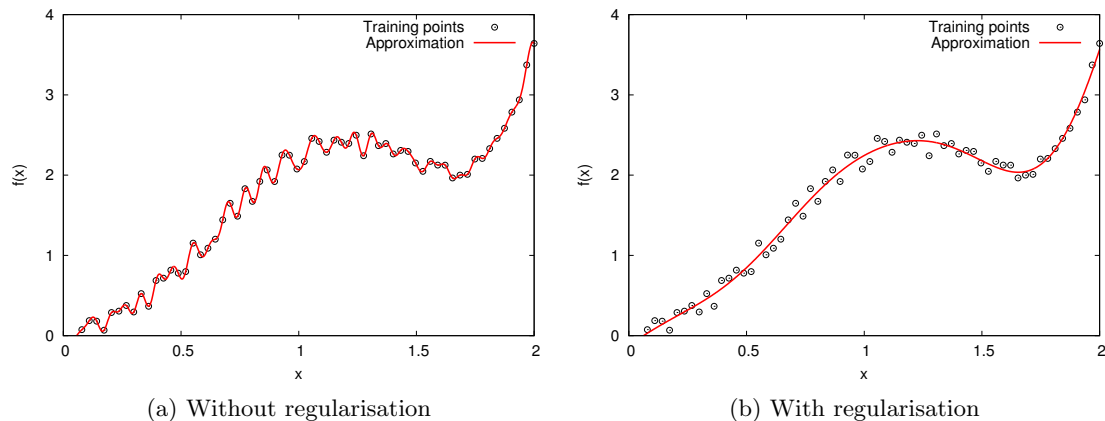 4
3
2
1
0
0
0.5
1
1.5
2
f(x)
x
Training points
Approximation
(a) Without regularisation
4
3
2
1
0
0
0.5
1
1.5
2
f(x)
x
Training points
Approximation
(b) With regularisation